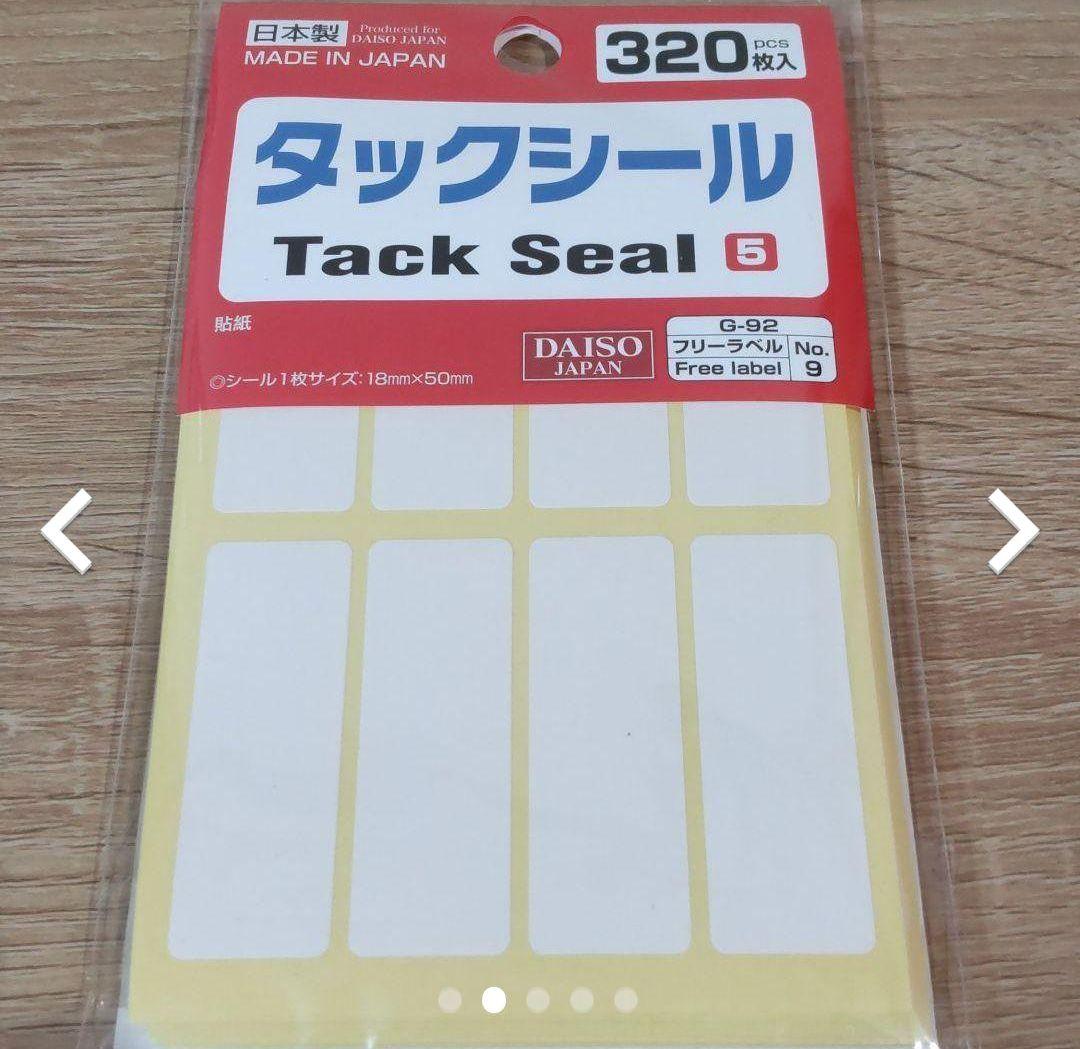 日本製 Produced for DAISO JAPAN
MADE IN JAPAN
320 pcs 枚入
タックシール
Tack Seal 5
貼紙
◎シール1枚サイズ:18mm×50mm
DAISO
JAPAN
G-92
フリーラベル
Free label
No.
9